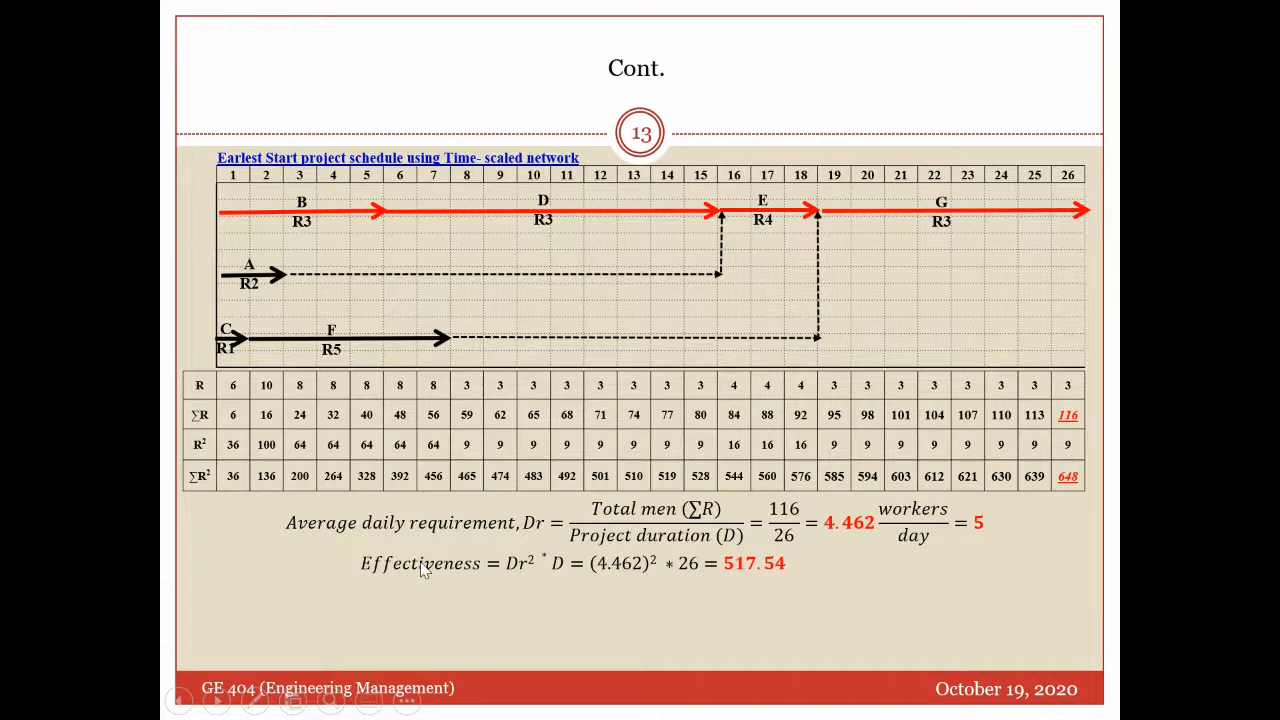 Cont.
13
Earlest Start project schedule using Time- scaled network
1 2 3 4 5 6 7 8 9 10 11 12 13 14 15 16 17 18 19 20 21 22 23 24 25 26
B D E G
R3 R3 R4 R3
A
R2
C F
R1 R5
R 6 10 8 8 8 8 8 3 3 3 3 3 3 3 3 4 4 4 3 3 3 3 3 3 3 3
∑R 6 16 24 32 40 48 56 59 62 65 68 71 74 77 80 84 88 92 95 98 101 104 107 110 113 116
R² 36 100 64 64 64 64 64 9 9 9 9 9 9 9 9 16 16 16 9 9 9 9 9 9 9 9
∑R² 36 136 200 264 328 392 456 465 474 483 492 501 510 519 528 544 560 576 585 594 603 612 621 630 639 648
Average daily requirement, Dr = Total men (∑R) / Project duration (D) = 116 / 26 = 4.462 workers / day = 5
Effectiveness = Dr² * D = (4.462)² * 26 = 517.54
GE 404 (Engineering Management)
October 19, 2020